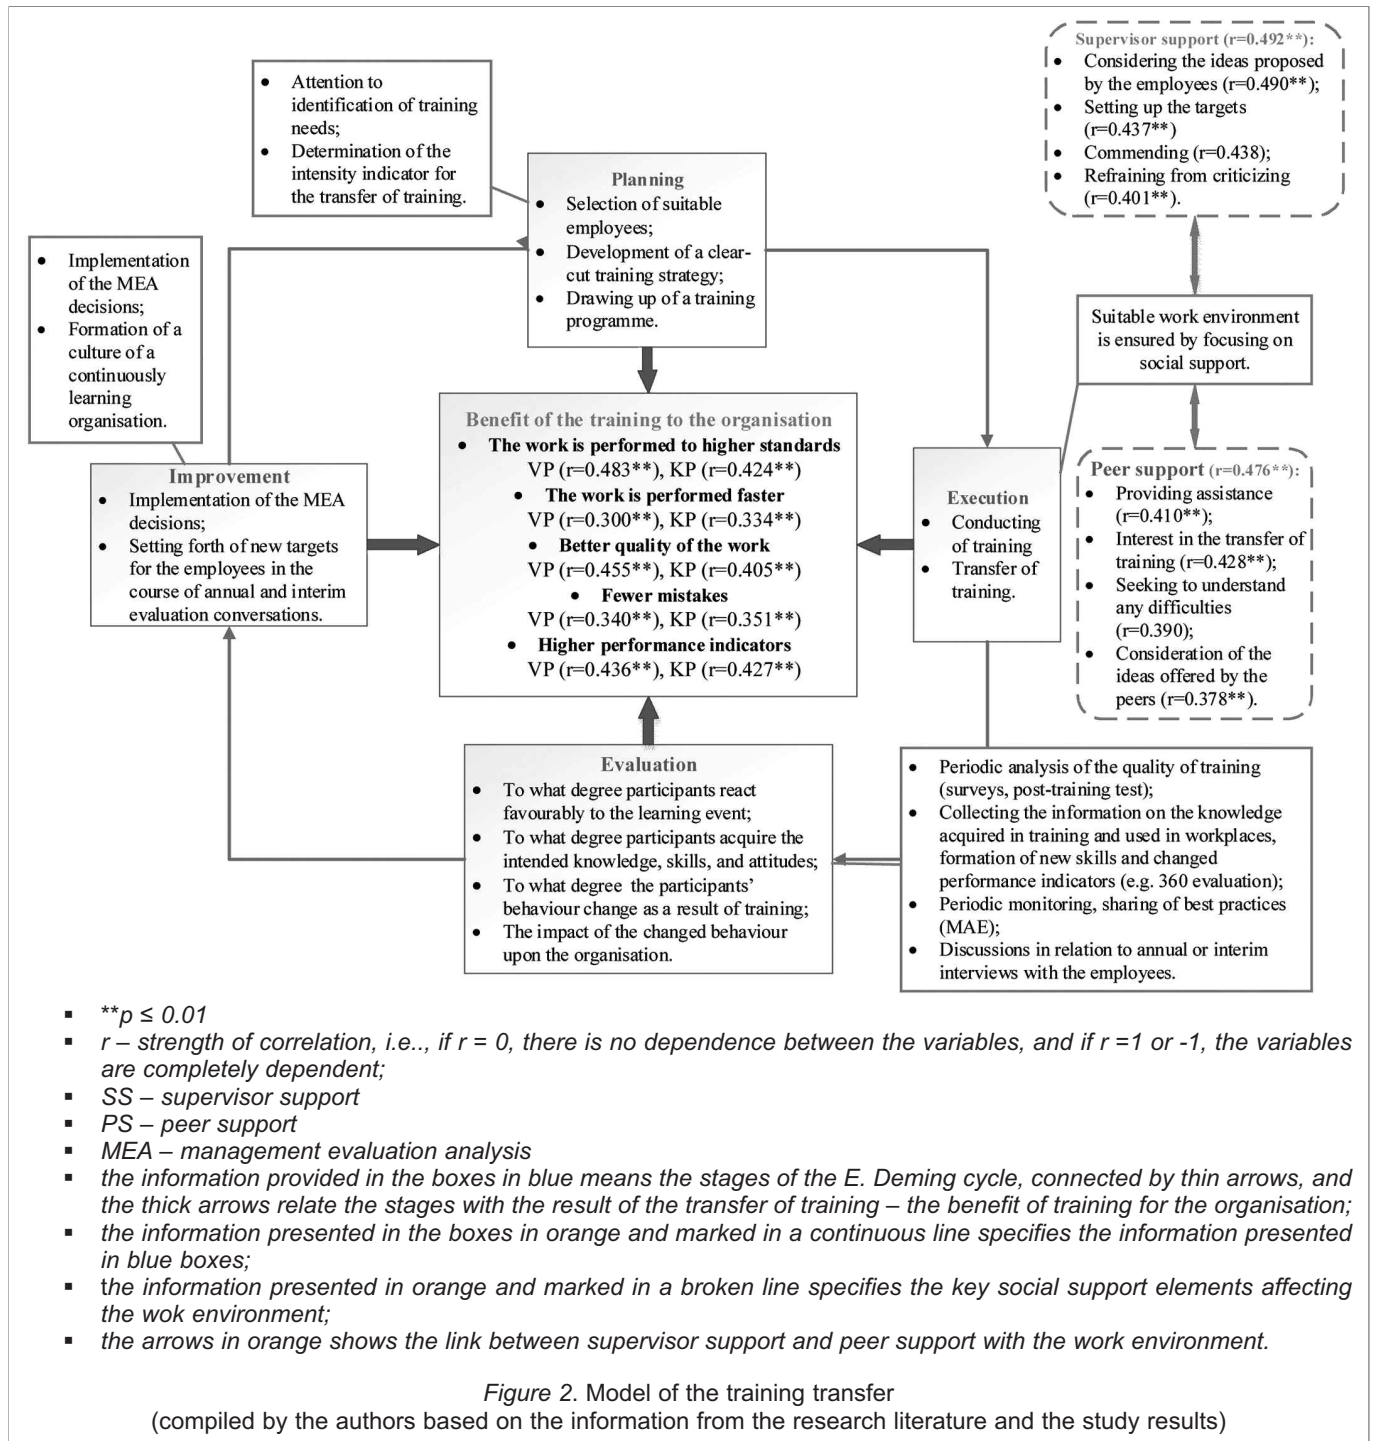 Supervisor support (r=0.492**):
• Considering the ideas proposed
by the employees (r=0.490**);
• Setting up the targets
(r=0.437**)
• Commending (r=0.438);
• Refraining from criticizing
(r=0.401**).
• Attention to
identification of training
needs;
• Determination of the
intensity indicator for
the transfer of training.
Planning
• Selection of suitable
employees;
• Development of a clear-
cut training strategy;
• Drawing up of a training
programme.
• Implementation
of the MEA
decisions;
• Formation of a
culture of a
continuously
learning
organisation.
Suitable work environment
is ensured by focusing on
social support.
Benefit of the training to the organisation
• The work is performed to higher standards
VP (r=0.483**), KP (r=0.424**)
• The work is performed faster
VP (r=0.300**), KP (r=0.334**)
• Better quality of the work
VP (r=0.455**), KP (r=0.405**)
• Fewer mistakes
VP (r=0.340**), KP (r=0.351**)
• Higher performance indicators
VP (r=0.436**), KP (r=0.427**)
Improvement
• Implementation of the MEA
decisions;
• Setting forth of new targets
for the employees in the
course of annual and interim
evaluation conversations.
Execution
• Conducting
of training
• Transfer of
training.
Peer support (r=0.476**):
• Providing assistance
(r=0.410**);
• Interest in the transfer of
training (r=0.428**);
• Seeking to understand
any difficulties
(r=0.390);
• Consideration of the
ideas offered by the
peers (r=0.378**).
Evaluation
• To what degree participants react
favourably to the learning event;
• To what degree participants acquire the
intended knowledge, skills, and attitudes;
• To what degree the participants’
behaviour change as a result of training;
• The impact of the changed behaviour
upon the organisation.
• Periodic analysis of the quality of training
(surveys, post-training test);
• Collecting the information on the knowledge
acquired in training and used in workplaces,
formation of new skills and changed
performance indicators (e.g. 360 evaluation);
• Periodic monitoring, sharing of best practices
(MAE);
• Discussions in relation to annual or interim
interviews with the employees.
▪ **p ≤ 0.01
▪ r – strength of correlation, i.e.., if r = 0, there is no dependence between the variables, and if r =1 or -1, the variables
are completely dependent;
▪ SS – supervisor support
▪ PS – peer support
▪ MEA – management evaluation analysis
▪ the information provided in the boxes in blue means the stages of the E. Deming cycle, connected by thin arrows, and
the thick arrows relate the stages with the result of the transfer of training – the benefit of training for the organisation;
▪ the information presented in the boxes in orange and marked in a continuous line specifies the information presented
in blue boxes;
▪ the information presented in orange and marked in a broken line specifies the key social support elements affecting
the wok environment;
▪ the arrows in orange shows the link between supervisor support and peer support with the work environment.
Figure 2. Model of the training transfer
(compiled by the authors based on the information from the research literature and the study results)